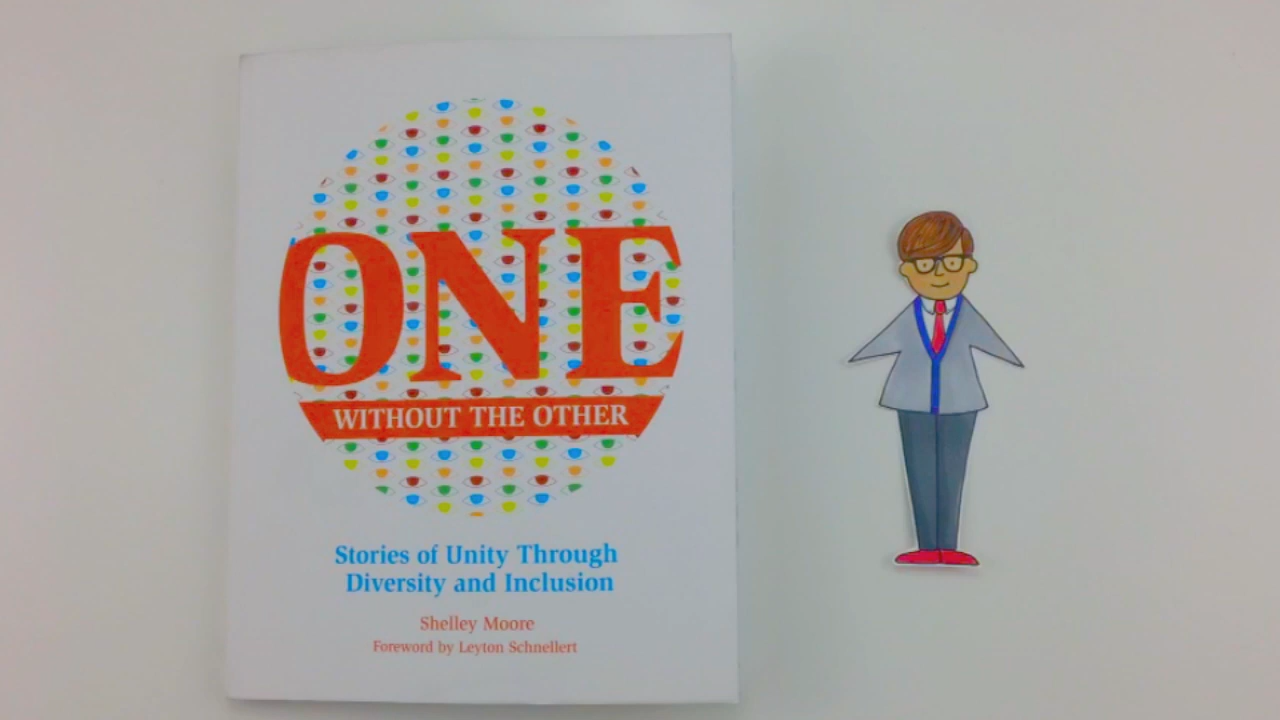 ONE
WITHOUT THE OTHER
Stories of Unity Through
Diversity and Inclusion
Shelley Moore
Foreword by Leyton Schnellert